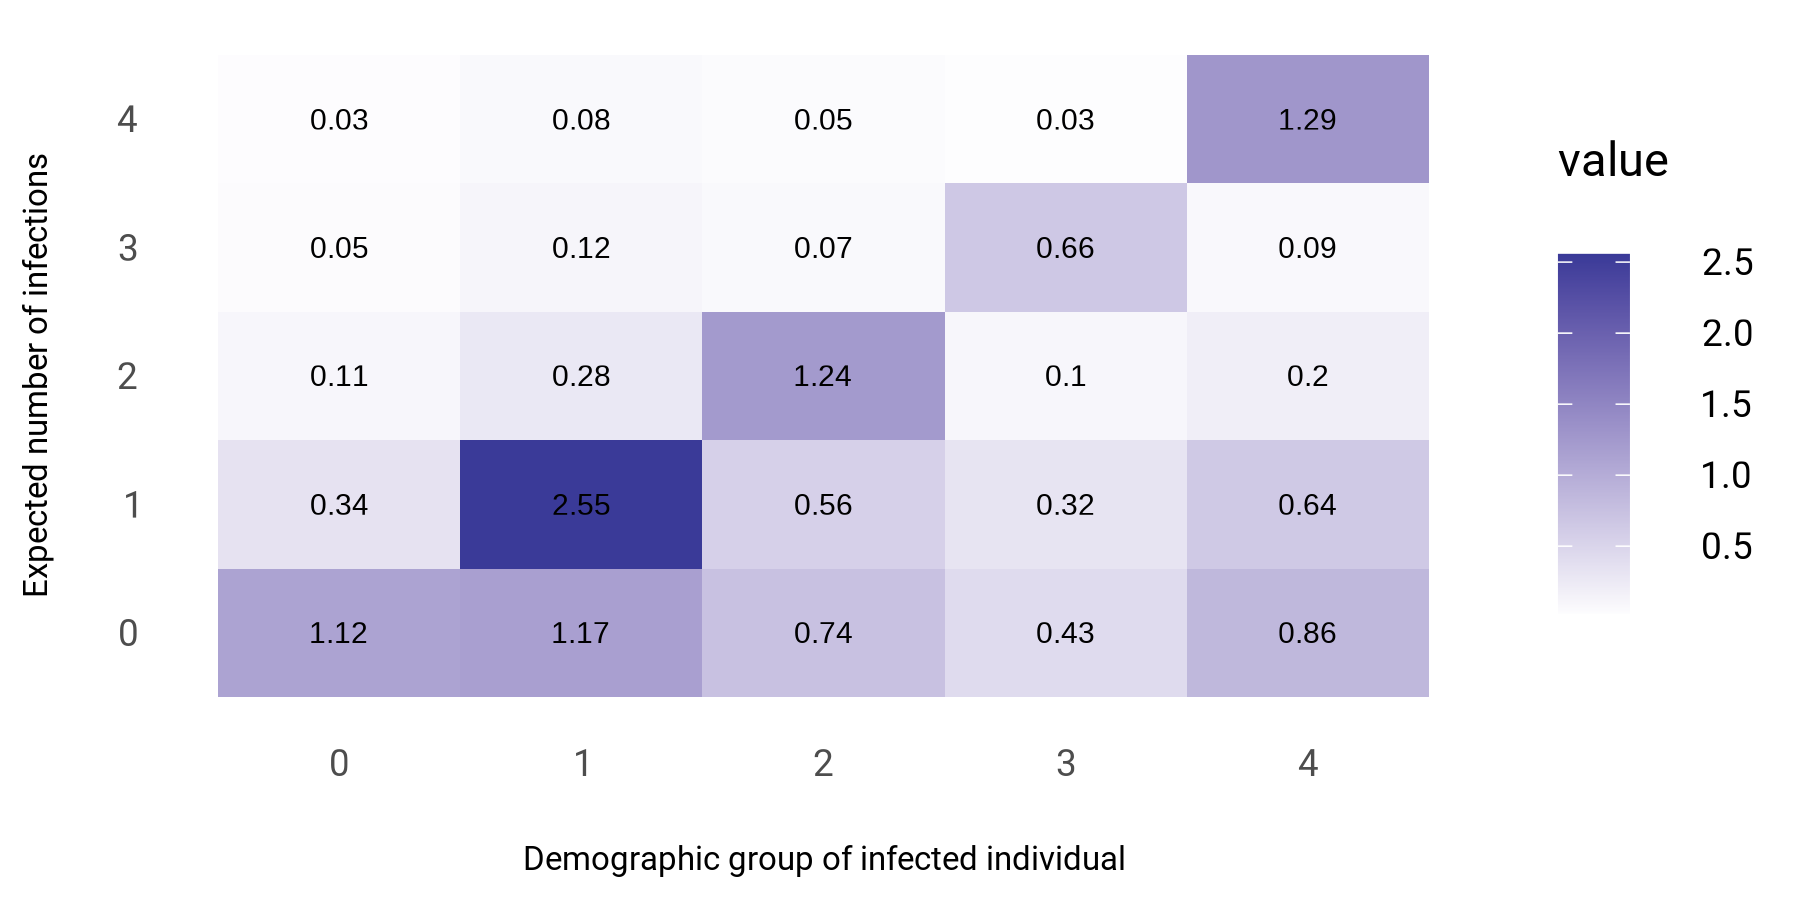 Expected number of infections
4 0.03 0.08 0.05 0.03 1.29
3 0.05 0.12 0.07 0.66 0.09
2 0.11 0.28 1.24 0.1 0.2
1 0.34 2.55 0.56 0.32 0.64
0 1.12 1.17 0.74 0.43 0.86
0 1 2 3 4
Demographic group of infected individual
value
2.5
2.0
1.5
1.0
0.5